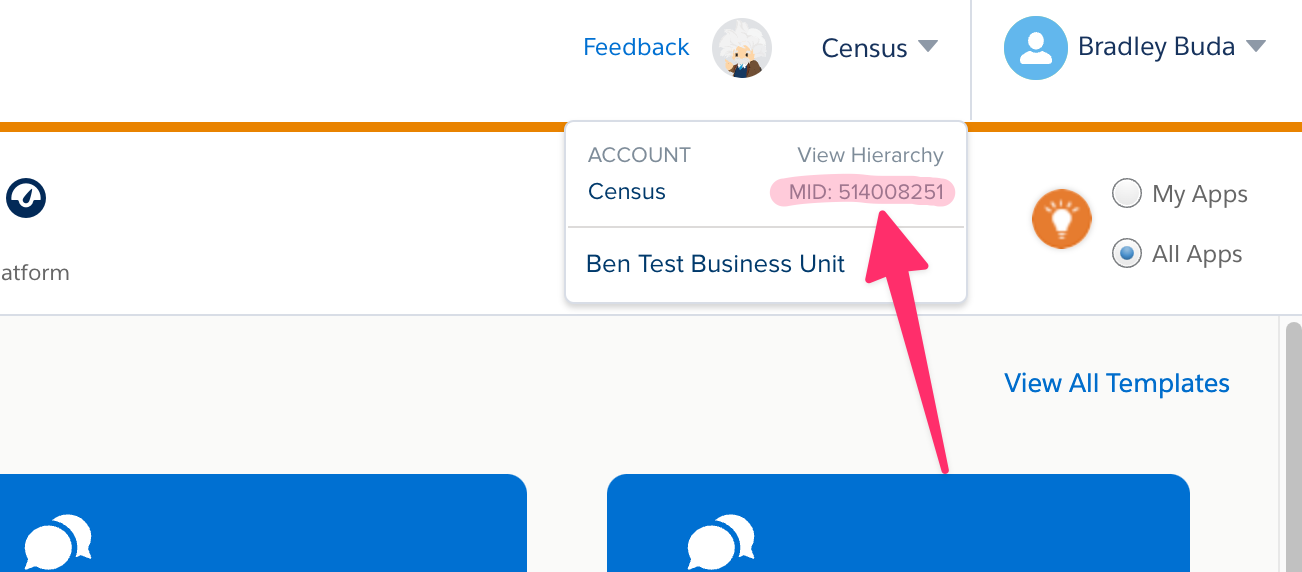 Feedback
Census
Bradley Buda
ACCOUNT
View Hierarchy
Census
MID: 514008251
Ben Test Business Unit
My Apps
All Apps
atform
View All Templates